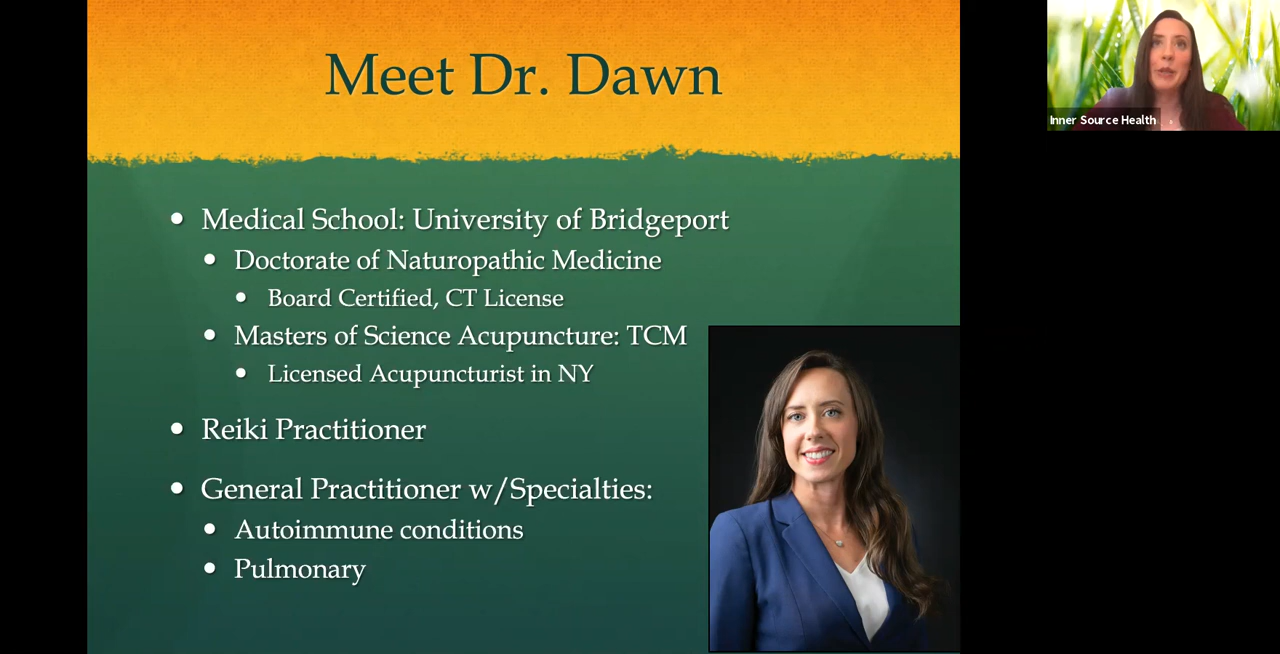 Meet Dr. Dawn
Inner Source Health
Medical School: University of Bridgeport
Doctorate of Naturopathic Medicine
Board Certified, CT License
Masters of Science Acupuncture: TCM
Licensed Acupuncturist in NY
Reiki Practitioner
General Practitioner w/Specialties:
Autoimmune conditions
Pulmonary